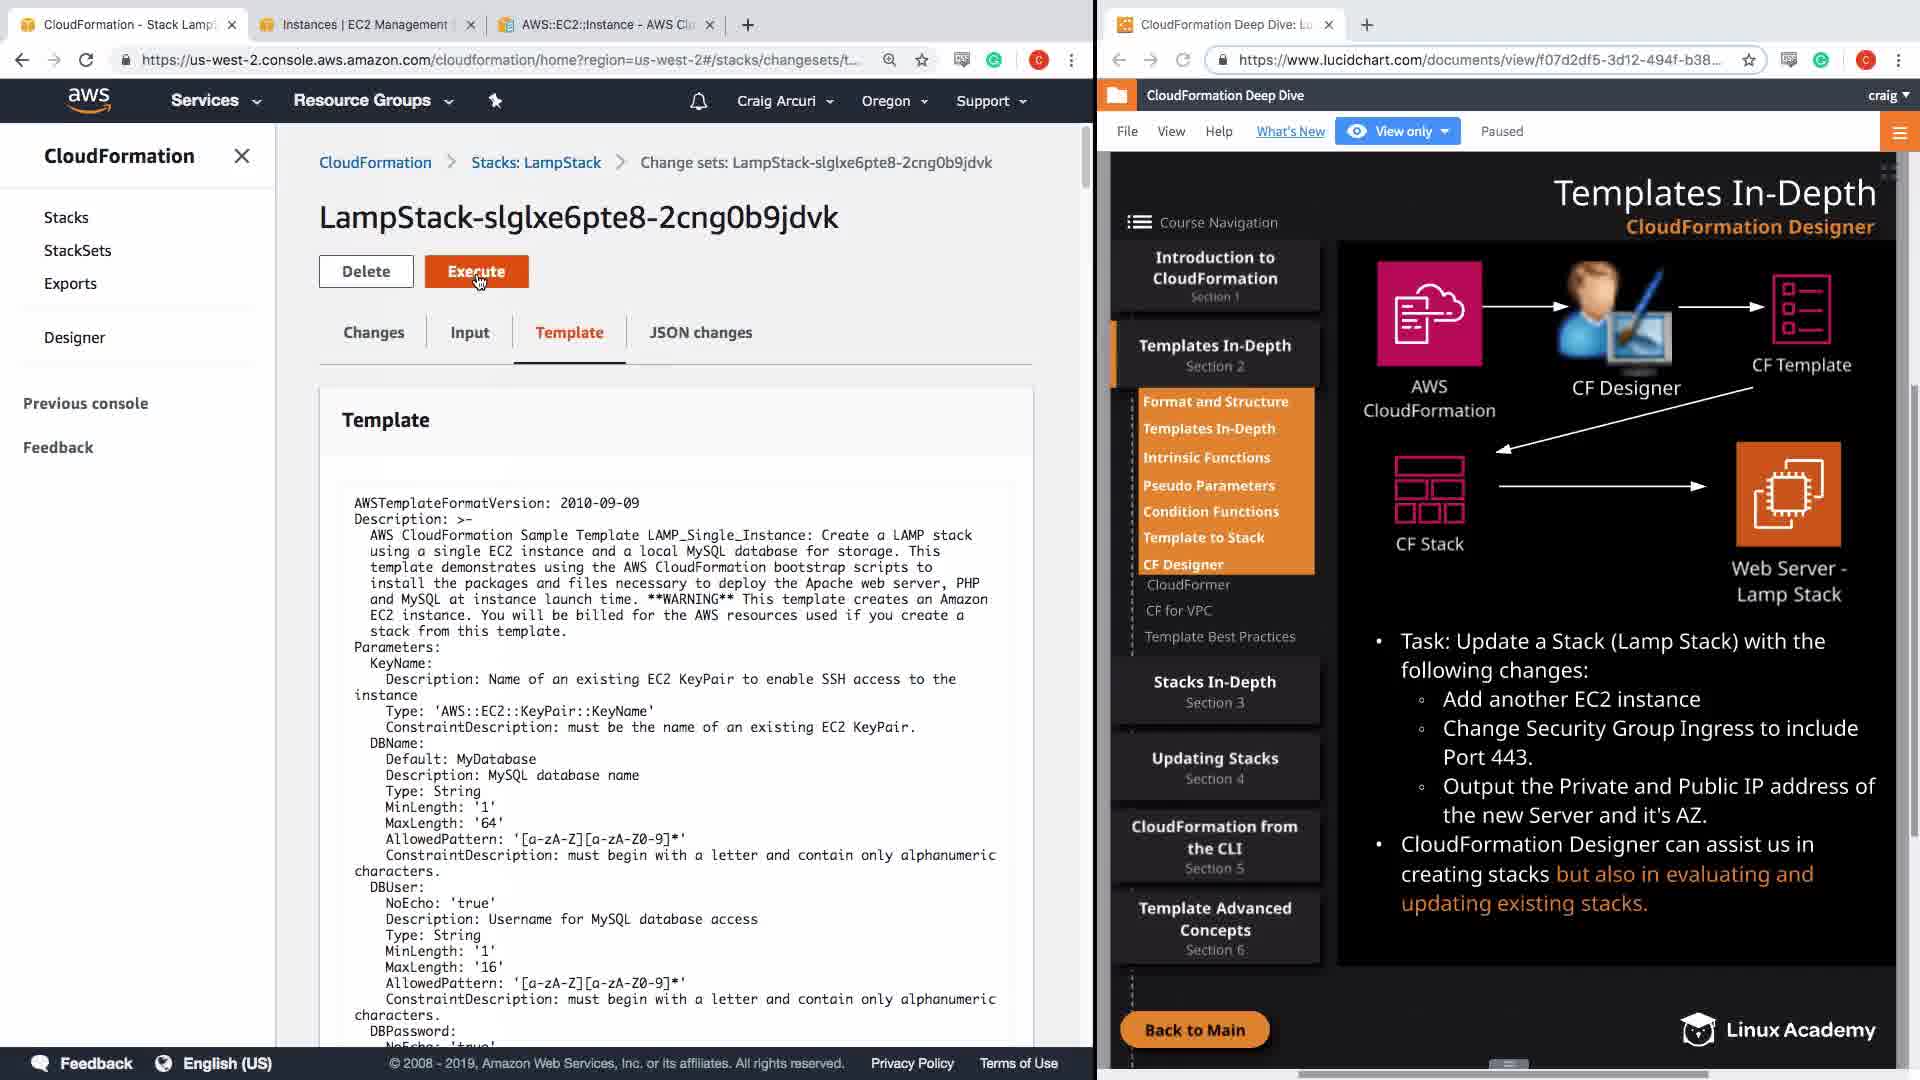 CloudFormation - Stack Lamp
Instances | EC2 Management
AWS::EC2::Instance - AWS Clo
https://us-west-2.console.aws.amazon.com/cloudformation/home?region=us-west-2#/stacks/changesets/t...
C
aws
Services
Resource Groups
Craig Arcuri
Oregon
Support
CloudFormation
Stacks
StackSets
Exports
Designer
Previous console
Feedback
CloudFormation
Stacks: LampStack
Change sets: LampStack-slglxe6pte8-2cng0b9jdvk
LampStack-slglxe6pte8-2cng0b9jdvk
Delete
Execute
Changes
Input
Template
JSON changes
Template
AWSTemplateFormatVersion: 2010-09-09
Description: >-
AWS CloudFormation Sample Template LAMP_Single_Instance: Create a LAMP stack
using a single EC2 instance and a local MySQL database for storage. This
template demonstrates using the AWS CloudFormation bootstrap scripts to
install the packages and files necessary to deploy the Apache web server, PHP
and MySQL at instance launch time. **WARNING** This template creates an Amazon
EC2 instance. You will be billed for the AWS resources used if you create a
stack from this template.
Parameters:
KeyName:
Description: Name of an existing EC2 KeyPair to enable SSH access to the
instance
Type: 'AWS::EC2::KeyPair::KeyName'
ConstraintDescription: must be the name of an existing EC2 KeyPair.
DBName:
Default: MyDatabase
Description: MySQL database name
Type: String
MinLength: '1'
MaxLength: '64'
AllowedPattern: '[a-zA-Z][a-zA-Z0-9]*'
ConstraintDescription: must begin with a letter and contain only alphanumeric
characters.
DBUser:
NoEcho: 'true'
Description: Username for MySQL database access
Type: String
MinLength: '1'
MaxLength: '16'
AllowedPattern: '[a-zA-Z][a-zA-Z0-9]*'
ConstraintDescription: must begin with a letter and contain only alphanumeric
characters.
DBPassword:
NoEcho: 'true'
Feedback
English (US)
© 2008 - 2019, Amazon Web Services, Inc. or its affiliates. All rights reserved.
Privacy Policy
Terms of Use
CloudFormation Deep Dive: Lu
https://www.lucidchart.com/documents/view/f07d2df5-3d12-494f-b38...
C
CloudFormation Deep Dive
craig
File
View
Help
What's New
View only
Paused
Templates In-Depth
CloudFormation Designer
Course Navigation
Introduction to
CloudFormation
Section 1
Templates In-Depth
Section 2
Format and Structure
Templates In-Depth
Intrinsic Functions
Pseudo Parameters
Condition Functions
Template to Stack
CF Designer
CloudFormer
CF for VPC
Template Best Practices
Stacks In-Depth
Section 3
Updating Stacks
Section 4
CloudFormation from
the CLI
Section 5
Template Advanced
Concepts
Section 6
Back to Main
AWS
CloudFormation
CF Designer
CF Template
CF Stack
Web Server -
Lamp Stack
• Task: Update a Stack (Lamp Stack) with the
following changes:
◦ Add another EC2 instance
◦ Change Security Group Ingress to include
Port 443.
◦ Output the Private and Public IP address of
the new Server and it's AZ.
• CloudFormation Designer can assist us in
creating stacks but also in evaluating and
updating existing stacks.
Linux Academy